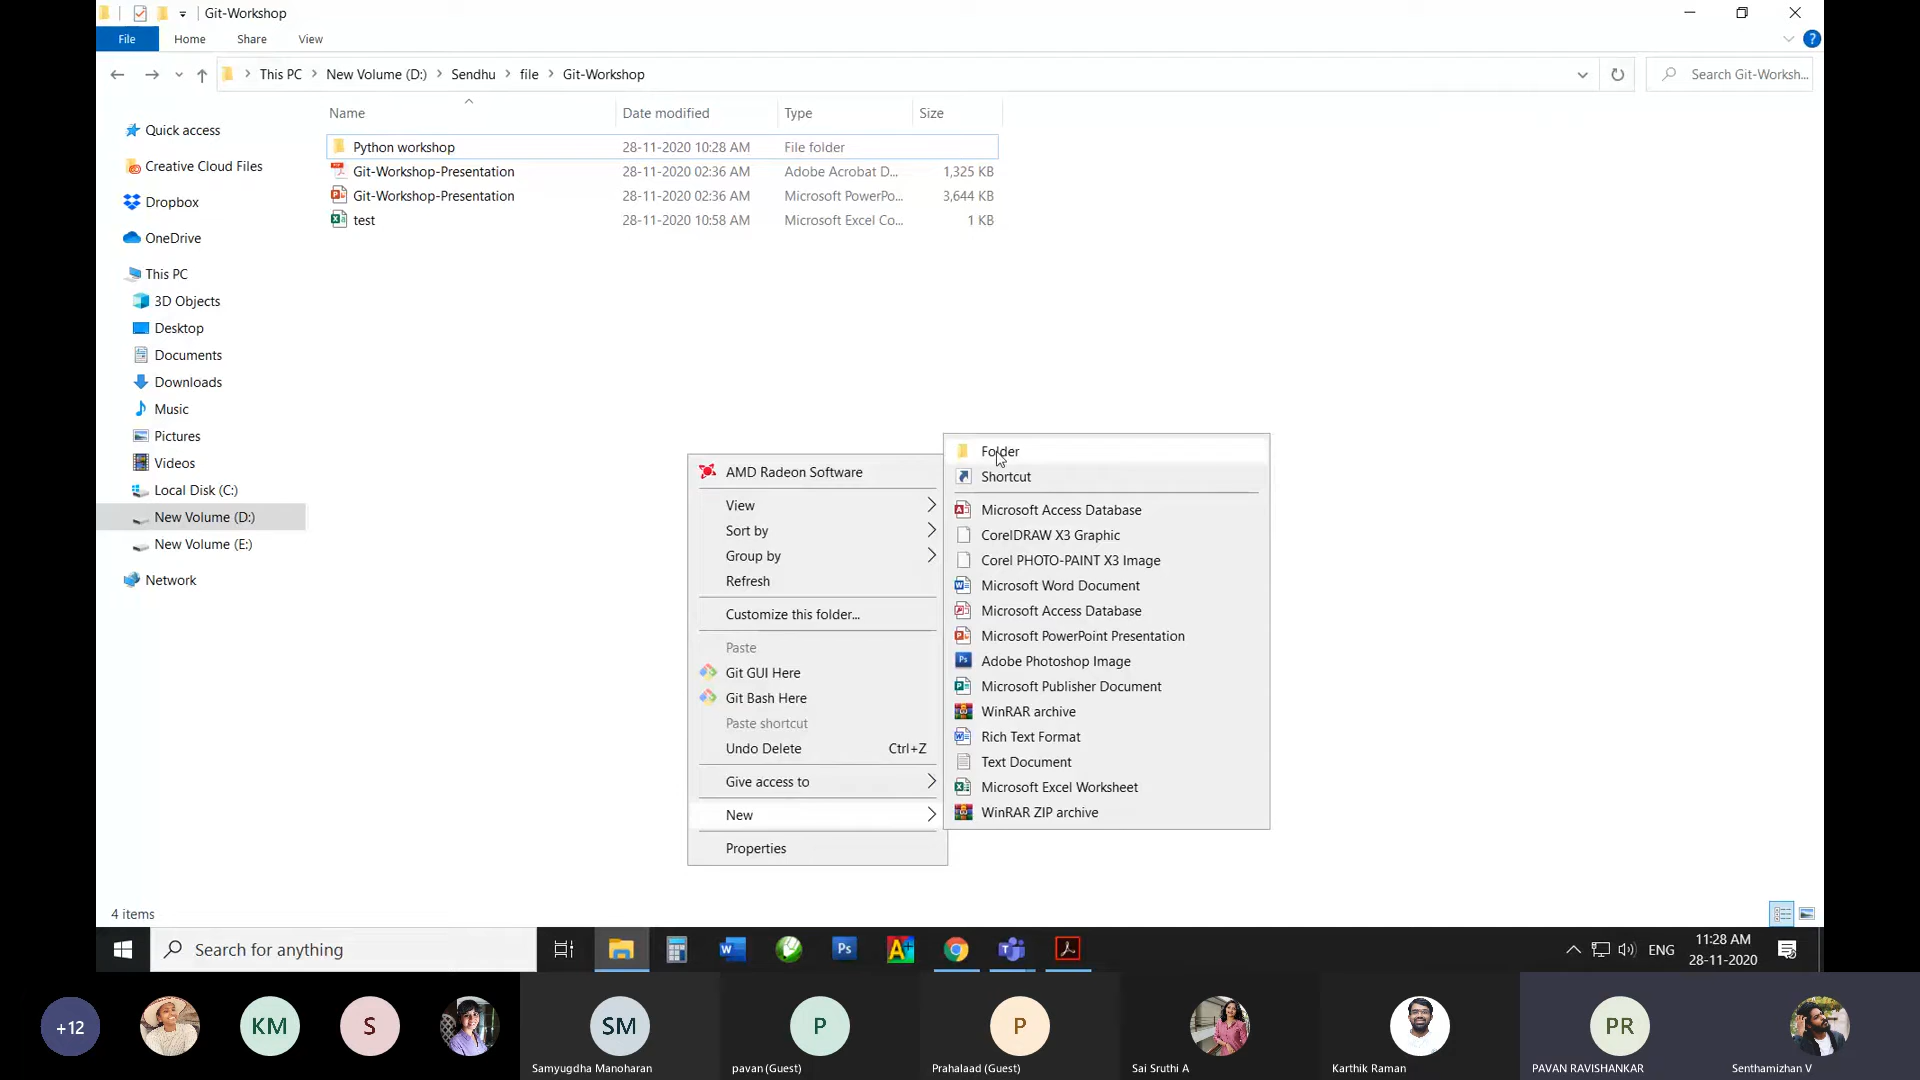 Git-Workshop
File Home Share View
This PC New Volume (D:) Sendhu file Git-Workshop
Search Git-Worksh...
Name Date modified Type Size
Python workshop 28-11-2020 10:28 AM File folder
Git-Workshop-Presentation 28-11-2020 02:36 AM Adobe Acrobat D... 1,325 KB
Git-Workshop-Presentation 28-11-2020 02:36 AM Microsoft PowerPo... 3,644 KB
test 28-11-2020 10:58 AM Microsoft Excel Co... 1 KB
Quick access
Creative Cloud Files
Dropbox
OneDrive
This PC
3D Objects
Desktop
Documents
Downloads
Music
Pictures
Videos
Local Disk (C:)
New Volume (D:)
New Volume (E:)
Network
AMD Radeon Software
View
Sort by
Group by
Refresh
Customize this folder...
Paste
Git GUI Here
Git Bash Here
Paste shortcut
Undo Delete Ctrl+Z
Give access to
New
Properties
Folder
Shortcut
Microsoft Access Database
CorelDRAW X3 Graphic
Corel PHOTO-PAINT X3 Image
Microsoft Word Document
Microsoft Access Database
Microsoft PowerPoint Presentation
Adobe Photoshop Image
Microsoft Publisher Document
WinRAR archive
Rich Text Format
Text Document
Microsoft Excel Worksheet
WinRAR ZIP archive
4 items
Search for anything
ENG
11:28 AM
28-11-2020
+12 KM S SM P P PR
Samyugdha Manoharan pavan (Guest) Prahalaad (Guest) Sai Sruthi A Karthik Raman PAVAN RAVISHANKAR Senthamizhan V